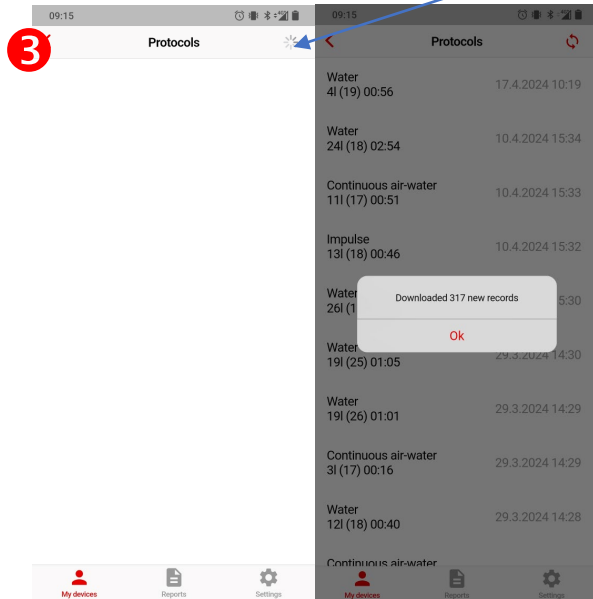 09:15
3
Protocols
My devices
Reports
Settings
09:15
Protocols
Water
4l (19) 00:56
17.4.2024 10:19
Water
24l (18) 02:54
10.4.2024 15:34
Continuous air-water
11l (17) 00:51
10.4.2024 15:33
Impulse
13l (18) 00:46
10.4.2024 15:32
Water
26l (1
5:30
Downloaded 317 new records
Ok
Water
19l (25) 01:05
29.3.2024 14:30
Water
19l (26) 01:01
29.3.2024 14:29
Continuous air-water
3l (17) 00:16
29.3.2024 14:29
Water
12l (18) 00:40
29.3.2024 14:28
Continuous air-water
My devices
Reports
Settings